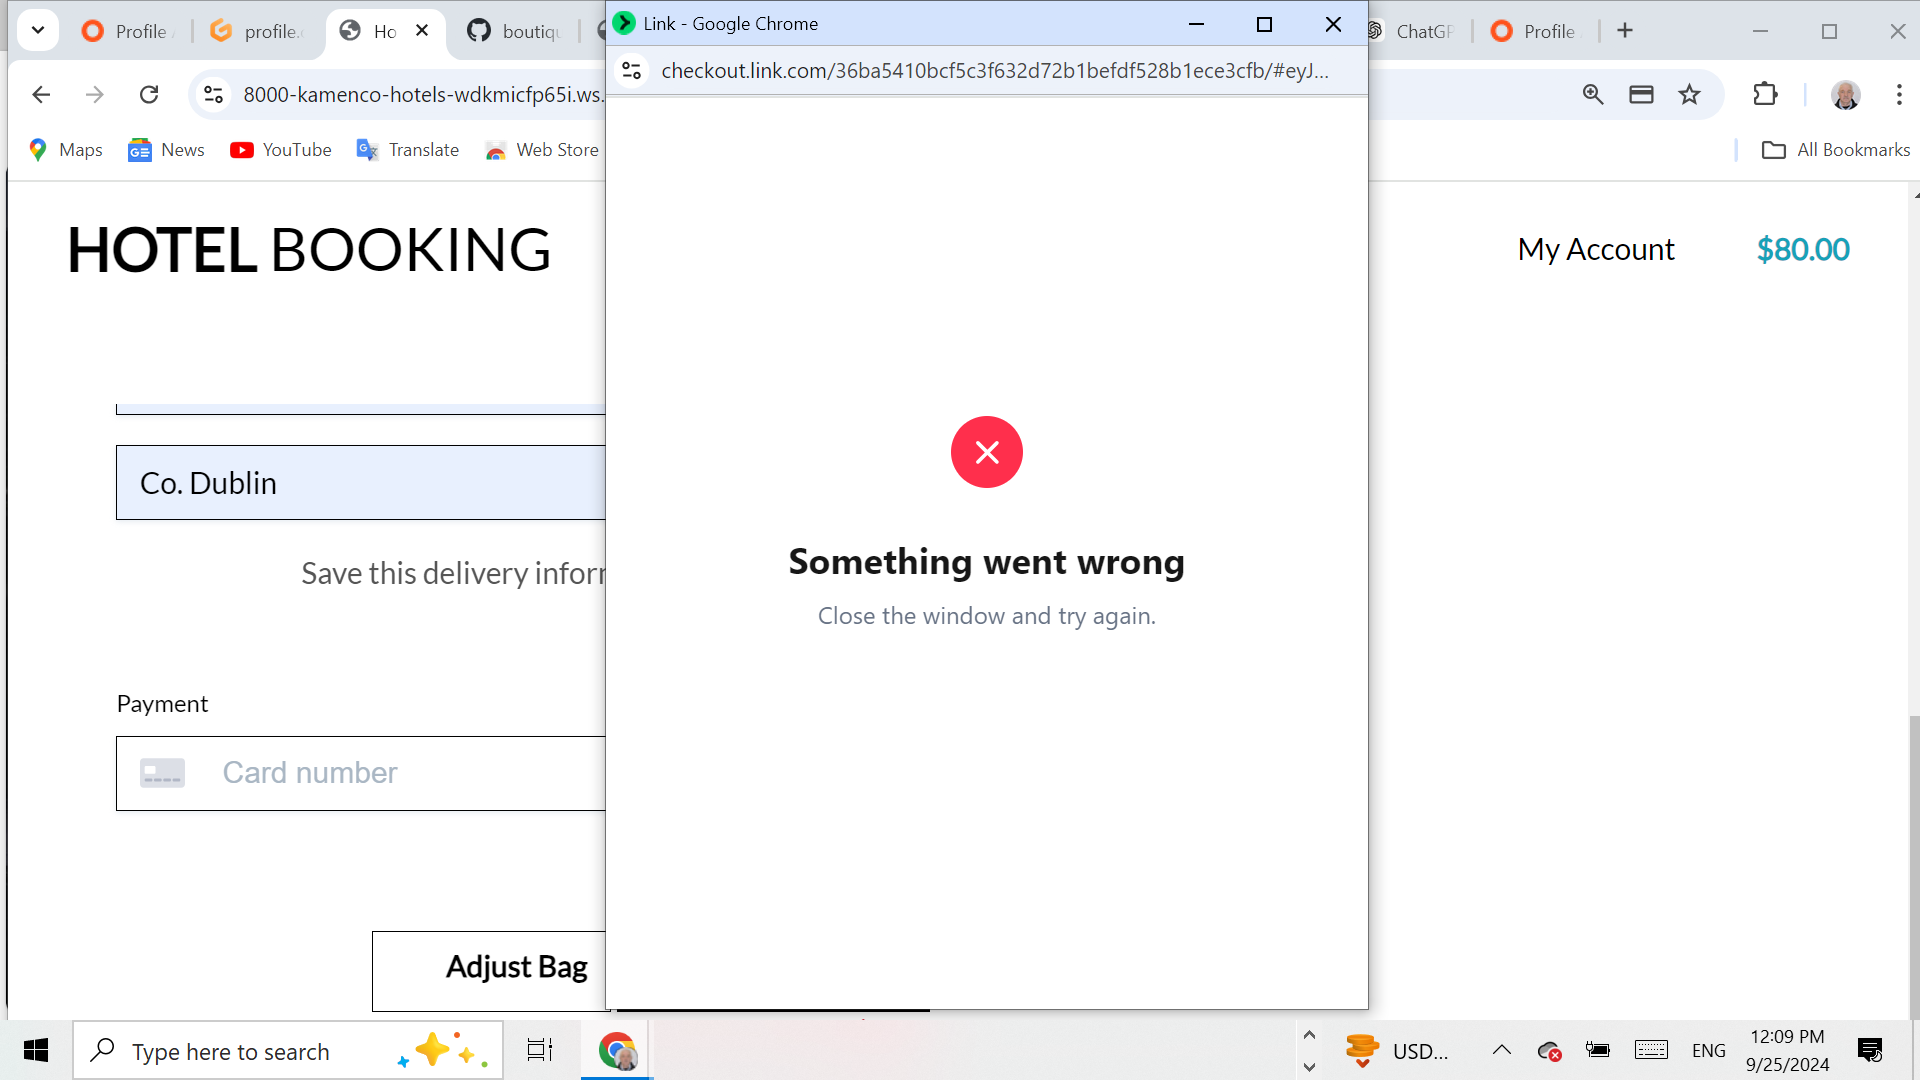 Profile
profile.
Ho
boutiqu
Link - Google Chrome
ChatGP
Profile
8000-kamenco-hotels-wdkmicfp65i.ws.
checkout.link.com/36ba5410bcf5c3f632d72b1befdf528b1ece3cfb/#eyJ...
Maps
News
YouTube
Translate
Web Store
All Bookmarks
HOTEL BOOKING
My Account
$80.00
Co. Dublin
Save this delivery inforr
Something went wrong
Close the window and try again.
Payment
Card number
Adjust Bag
Type here to search
USD...
ENG
12:09 PM
9/25/2024